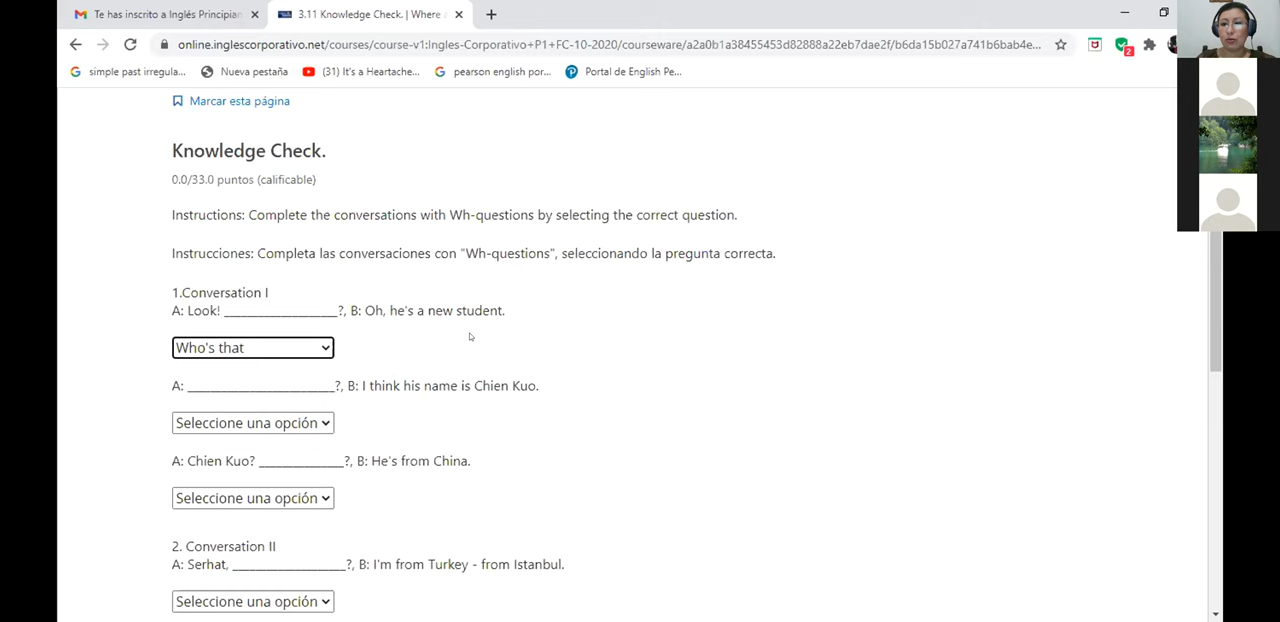 Te has inscrito a Inglés Principian
3.11 Knowledge Check. | Where
online.inglescorporativo.net/courses/course-v1:Ingles-Corporativo+P1+FC-10-2020/courseware/a2a0b1a38455453d82888a22eb7dae2f/b6da15b027a741b6bab4e...
2
simple past irregula...
Nueva pestaña
(31) It's a Heartache...
pearson english por...
Portal de English Pe...
Marcar esta página
Knowledge Check.
0.0/33.0 puntos (calificable)
Instructions: Complete the conversations with Wh-questions by selecting the correct question.
Instrucciones: Completa las conversaciones con "Wh-questions", seleccionando la pregunta correcta.
1.Conversation I
A: Look! ___________________?, B: Oh, he's a new student.
Who's that
A: _________________________?, B: I think his name is Chien Kuo.
Seleccione una opción
A: Chien Kuo? ______________?, B: He's from China.
Seleccione una opción
2. Conversation II
A: Serhat, ___________________?, B: I'm from Turkey - from Istanbul.
Seleccione una opción